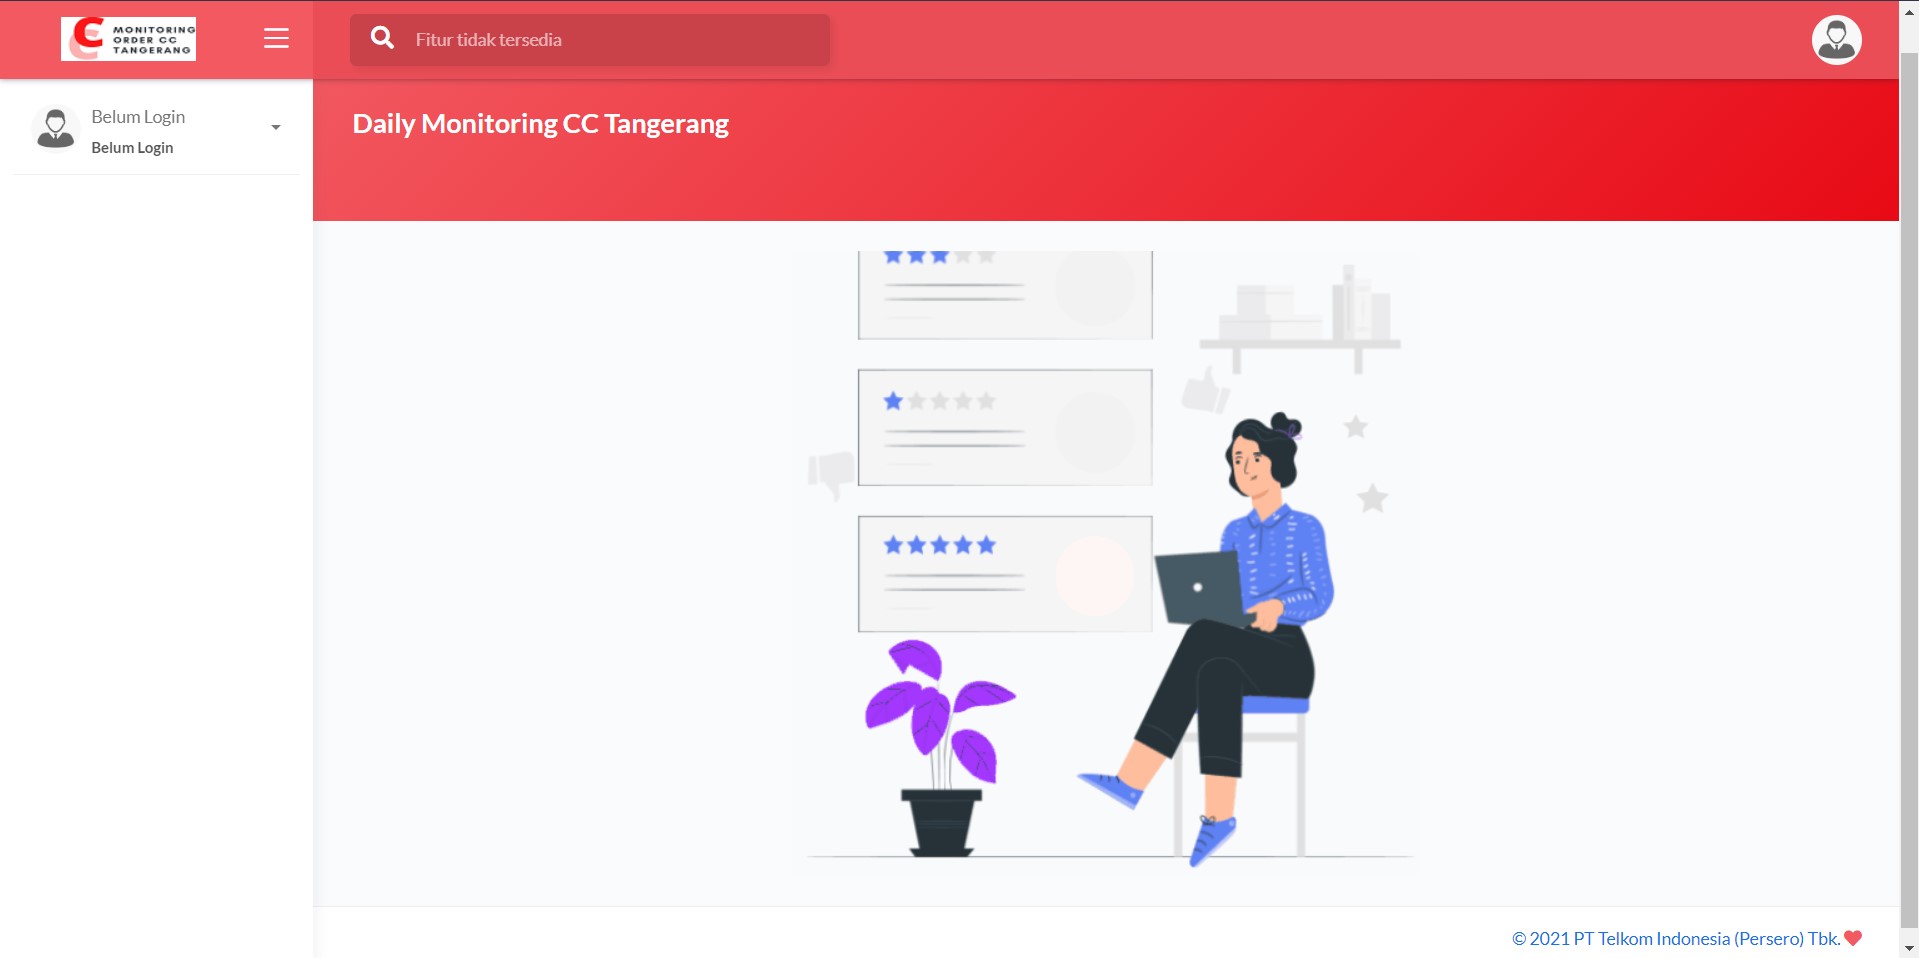 MONITORING
ORDER CC
TANGERANG
Fitur tidak tersedia
Belum Login
Belum Login
Daily Monitoring CC Tangerang
© 2021 PT Telkom Indonesia (Persero) Tbk.